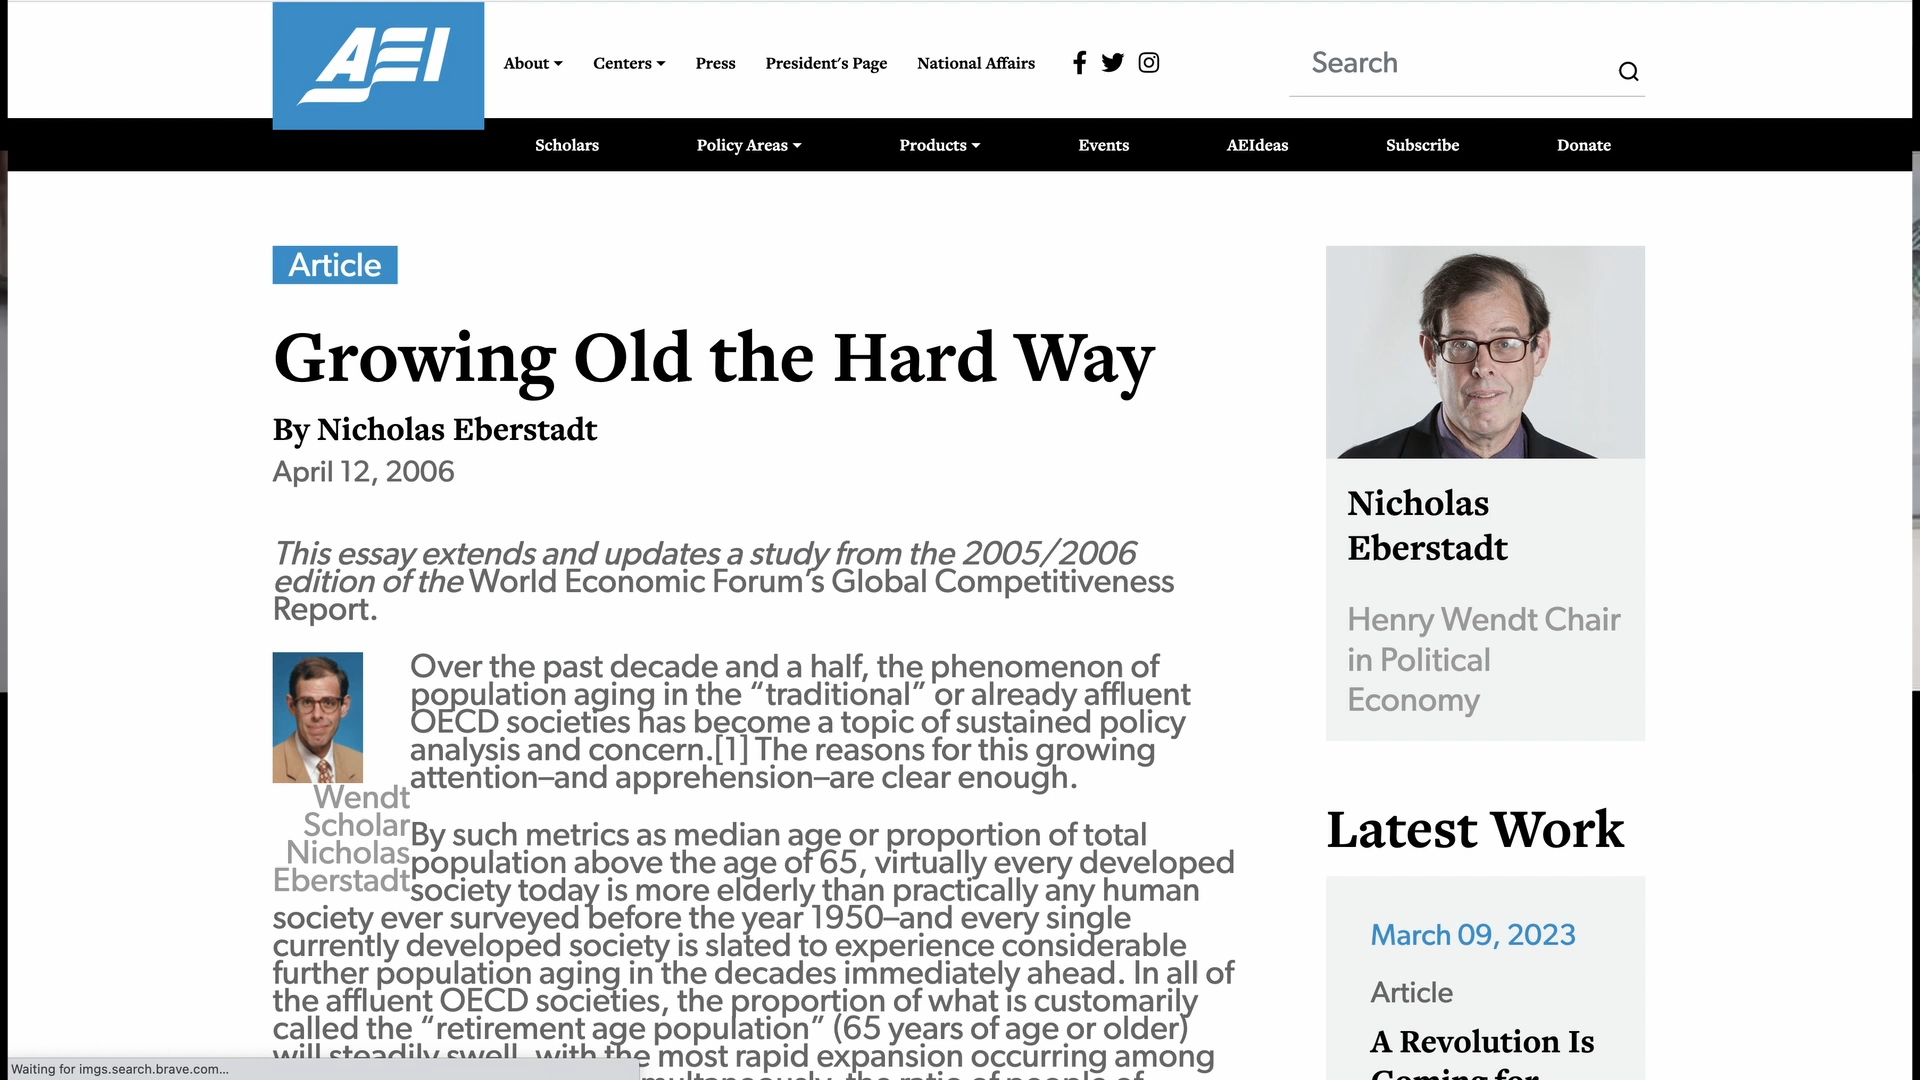 AEI
About
Centers
Press
President's Page
National Affairs
Search
Scholars
Policy Areas
Products
Events
AEIdeas
Subscribe
Donate
Article
Growing Old the Hard Way
By Nicholas Eberstadt
April 12, 2006
This essay extends and updates a study from the 2005/2006
edition of the World Economic Forum's Global Competitiveness
Report.
Over the past decade and a half, the phenomenon of
population aging in the “traditional” or already affluent
OECD societies has become a topic of sustained policy
analysis and concern.[1] The reasons for this growing
attention–and apprehension–are clear enough.
Wendt
Scholar
Nicholas
Eberstadt
By such metrics as median age or proportion of total
population above the age of 65, virtually every developed
society today is more elderly than practically any human
society ever surveyed before the year 1950–and every single
currently developed society is slated to experience considerable
further population aging in the decades immediately ahead. In all of
the affluent OECD societies, the proportion of what is customarily
called the “retirement age population” (65 years of age or older)
will steadily swell, with the most rapid expansion occurring among
simultaneously, the ratio of people of
Nicholas
Eberstadt
Henry Wendt Chair
in Political
Economy
Latest Work
March 09, 2023
Article
A Revolution Is
Coming for
Waiting for imgs.search.brave.com...